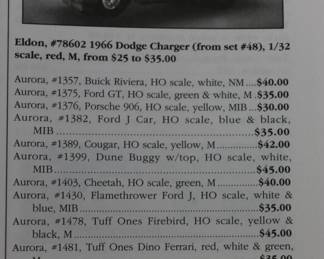 Eldon, #78602 1966 Dodge Charger (from set #48), 1/32
scale, red, M, from $25 to $35.00
Aurora, #1357, Buick Riviera, HO scale, white, NM....$40.00
Aurora, #1375, Ford GT, HO scale, green & white, M .$35.00
Aurora, #1376, Porsche 906, HO scale, yellow, MIB...$30.00
Aurora, #1382, Ford J Car, HO scale, blue & black,
MIB....................................................$35.00
Aurora, #1389, Cougar, HO scale, yellow, M............$42.00
Aurora, #1399, Dune Buggy w/top, HO scale, white,
MIB....................................................$45.00
Aurora, #1403, Cheetah, HO scale, green, M............$40.00
Aurora, #1430, Flamethrower Ford J, HO scale, white &
blue, MIB..............................................$35.00
Aurora, #1478, Tuff Ones Firebird, HO scale, yellow &
black, M...............................................$45.00
Aurora, #1481, Tuff Ones Dino Ferrari, red, white & green,